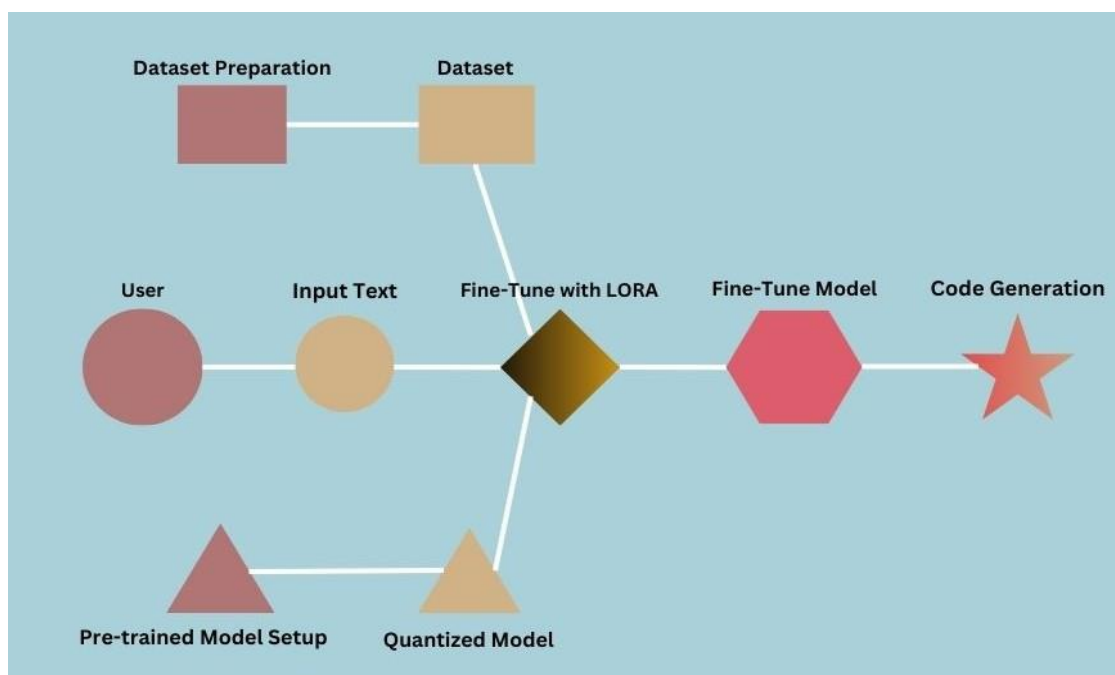 Dataset Preparation
Dataset
User
Input Text
Fine-Tune with LORA
Fine-Tune Model
Code Generation
Pre-trained Model Setup
Quantized Model